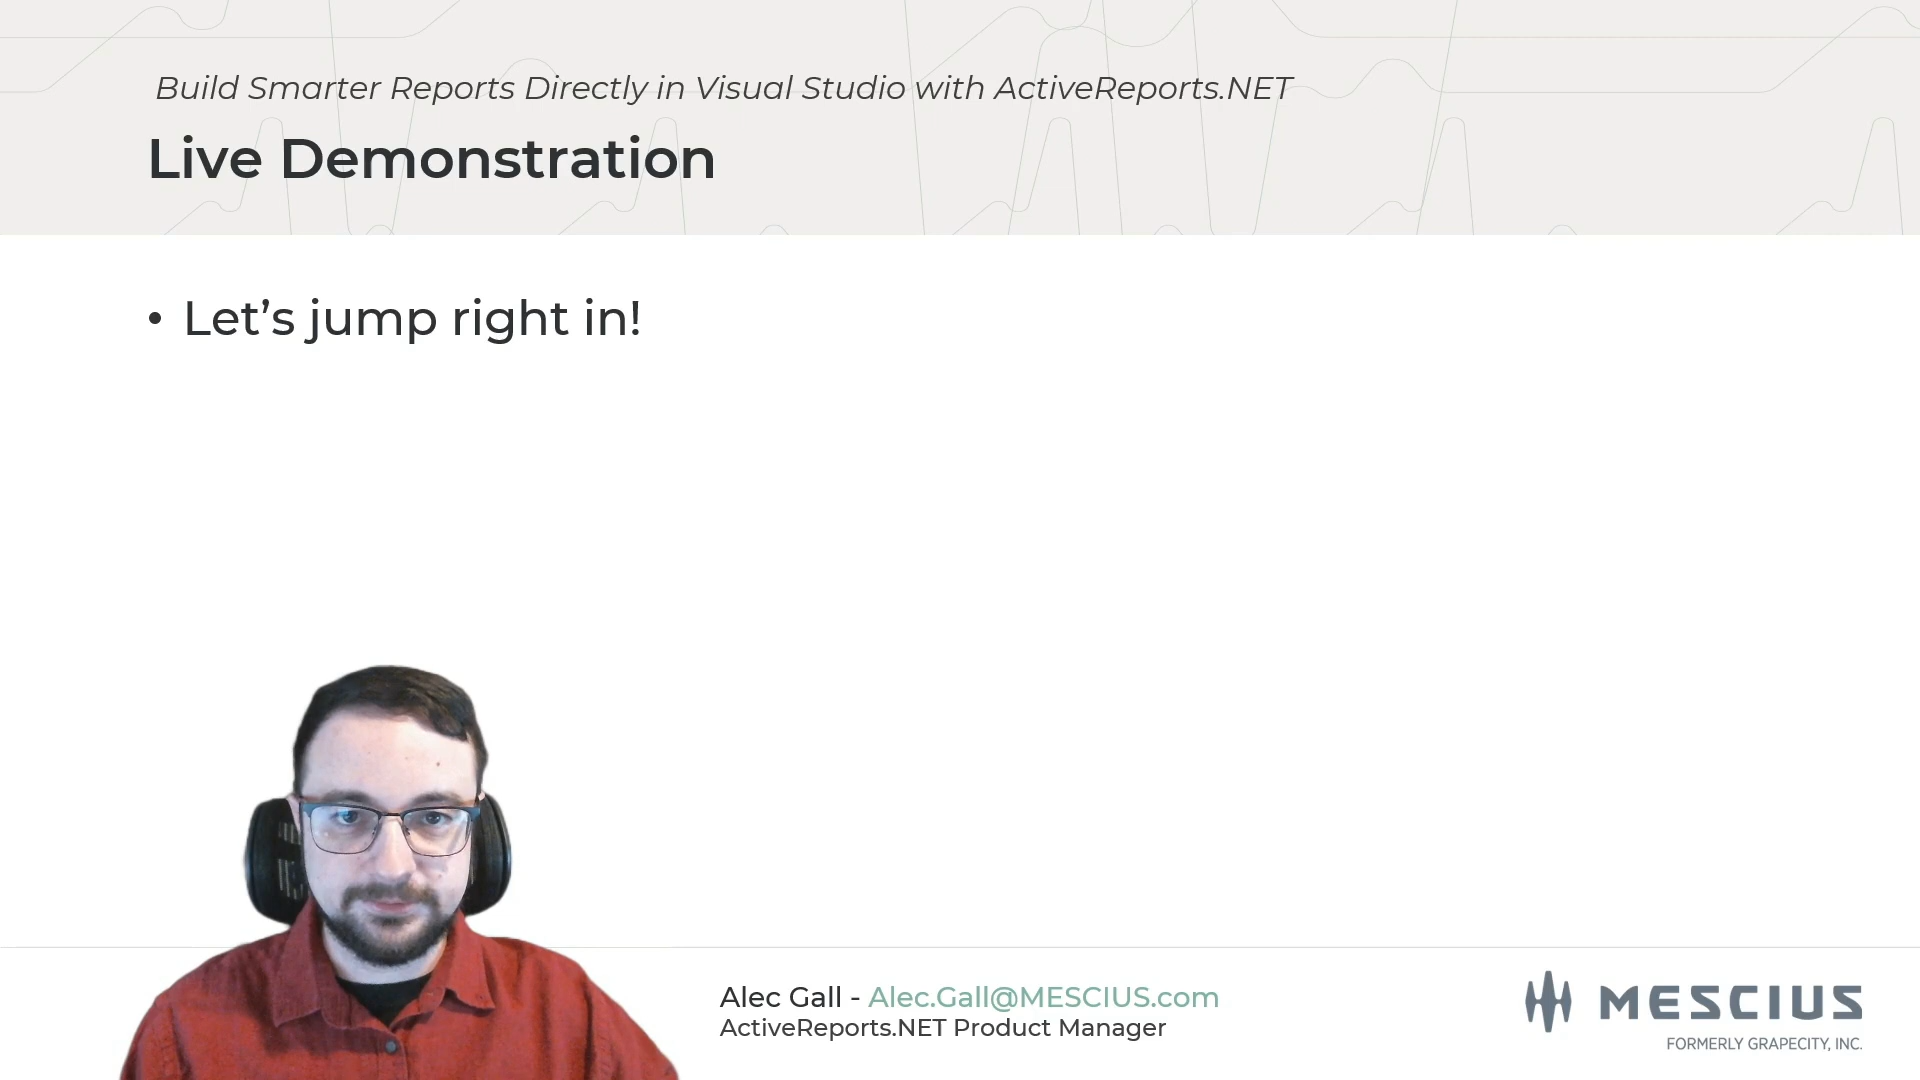 Build Smarter Reports Directly in Visual Studio with ActiveReports.NET
Live Demonstration
• Let’s jump right in!
Alec Gall - Alec.Gall@MESCIUS.com
ActiveReports.NET Product Manager
MESCIUS
FORMERLY GRAPECITY, INC.